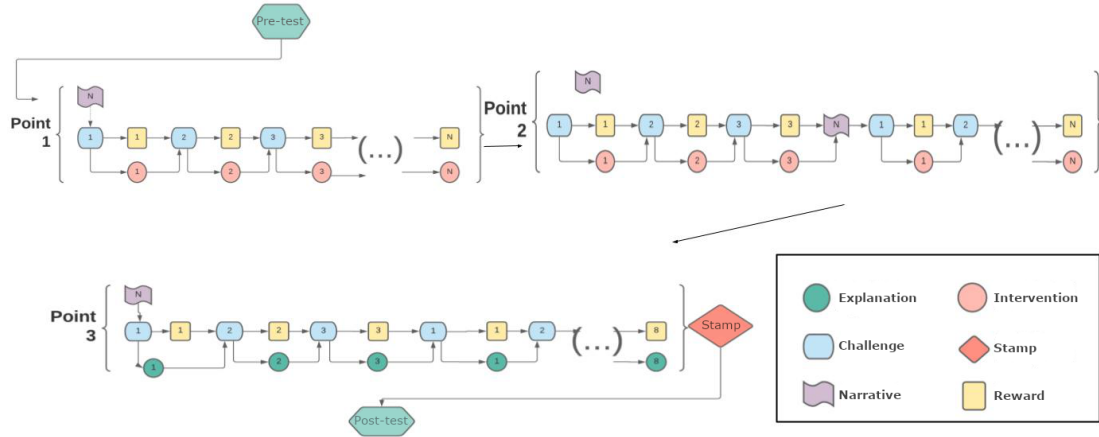 Pre-test
Point 1
N
1 1 2 2 3 3 (...) N
1 2 3 N
Point 2
N
1 1 2 2 3 3 N 1 1 2 (...) N
1 2 3 1 N
Point 3
N
1 1 2 2 3 3 1 1 2 (...) 8
1 2 3 1 8
Stamp
Post-test
Explanation
Intervention
Challenge
Stamp
Narrative
Reward